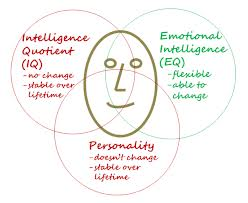 Intelligence
Quotient
(IQ)
- no change
- stable over
lifetime
Emotional
Intelligence
(EQ)
- flexible
- able to
change
Personality
- doesn't change
- stable over
lifetime